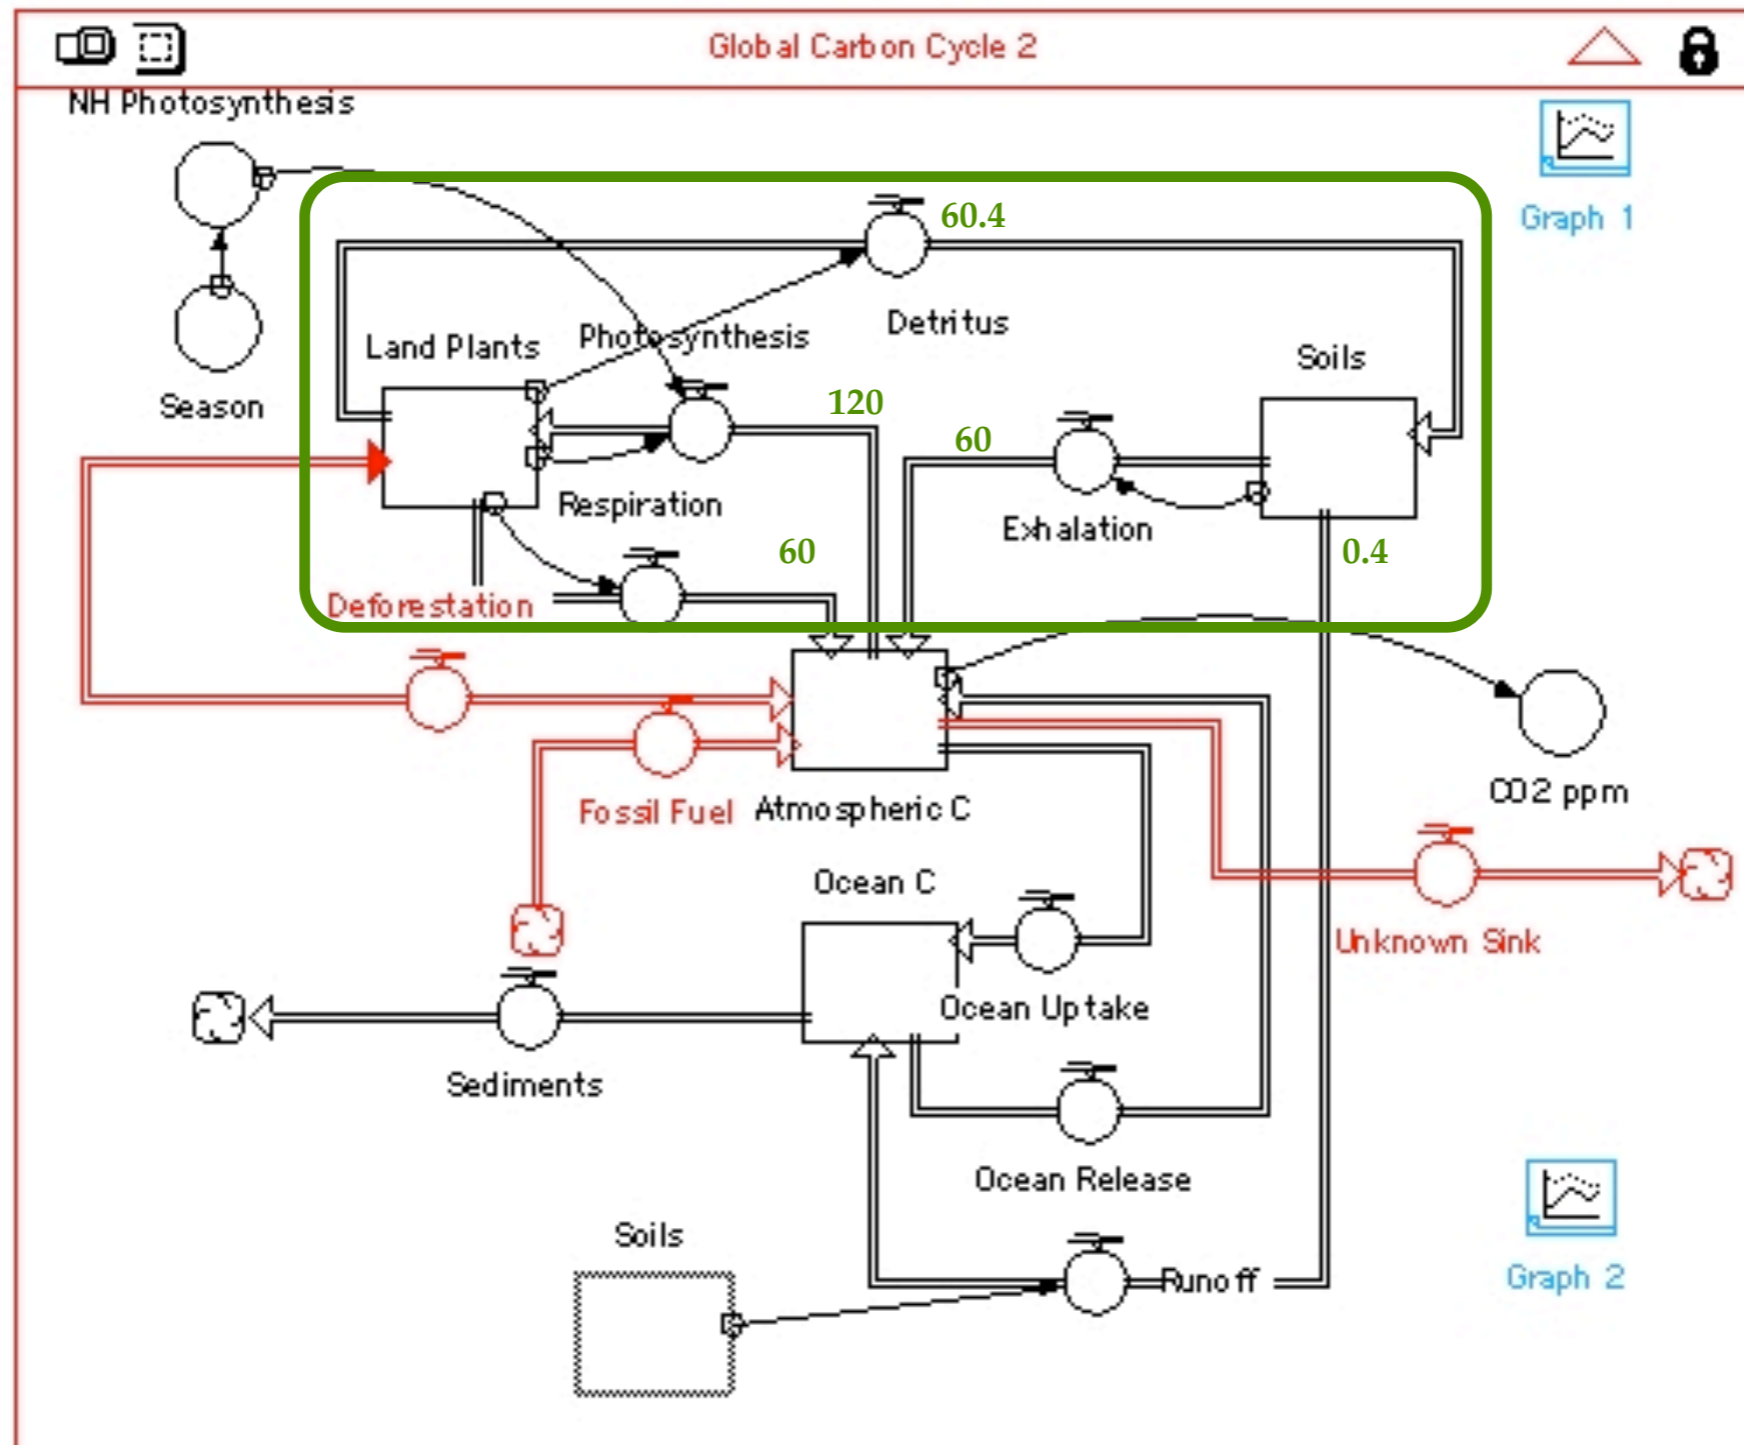 Global Carbon Cycle 2
NH Photosynthesis
Graph 1
60.4
Detritus
Photosynthesis
Land Plants
Soils
Season
120
60
Respiration
Exhalation
60
0.4
Deforestation
CO2 ppm
Fossil Fuel
Atmospheric C
Ocean C
Unknown Sink
Ocean Uptake
Sediments
Ocean Release
Soils
Runoff
Graph 2